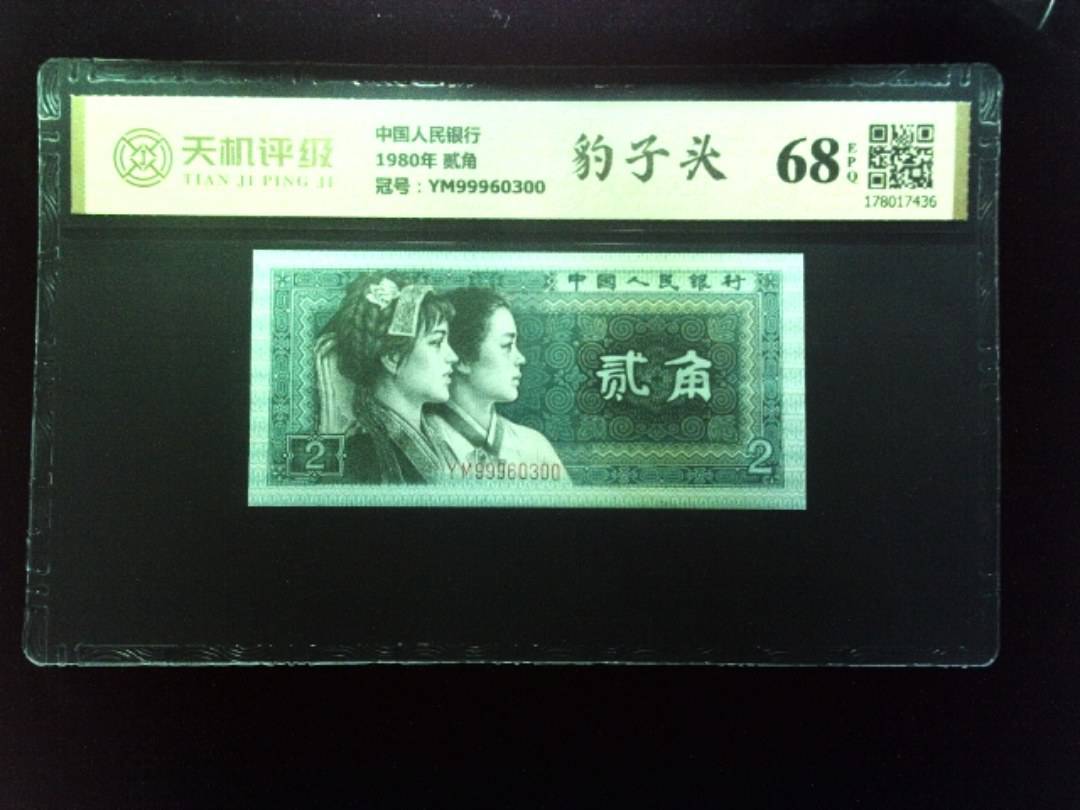 天机评级
TIAN JI PING JI
中国人民银行
1980年 贰角
冠号：YM99960300
豹子头
68
EPQ
178017436
中国人民银行
贰角
2
2
YM99960300